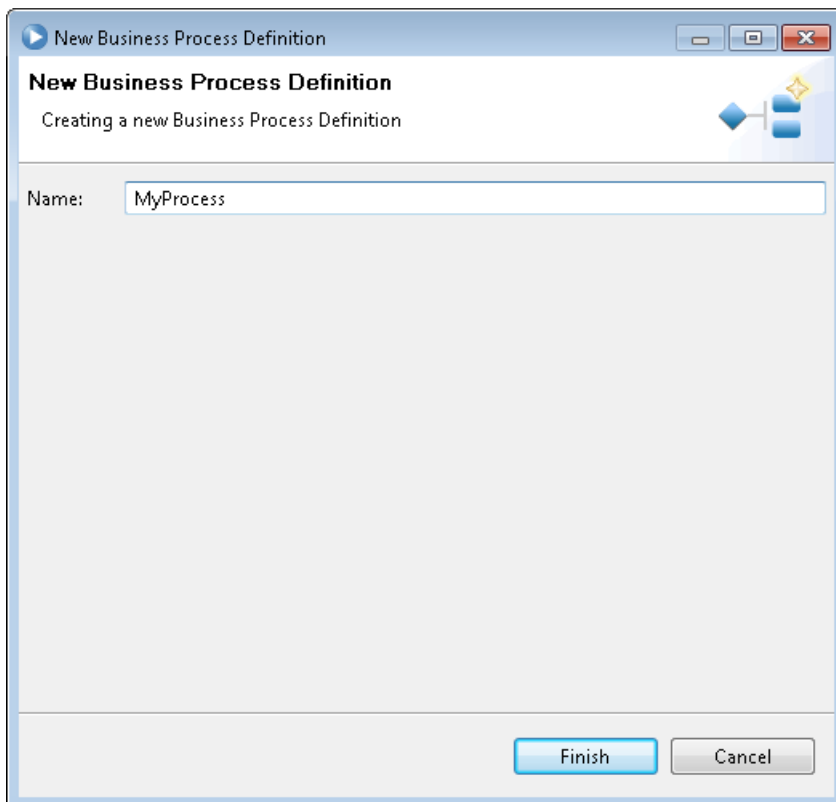 New Business Process Definition
New Business Process Definition
Creating a new Business Process Definition
Name: MyProcess
Finish Cancel